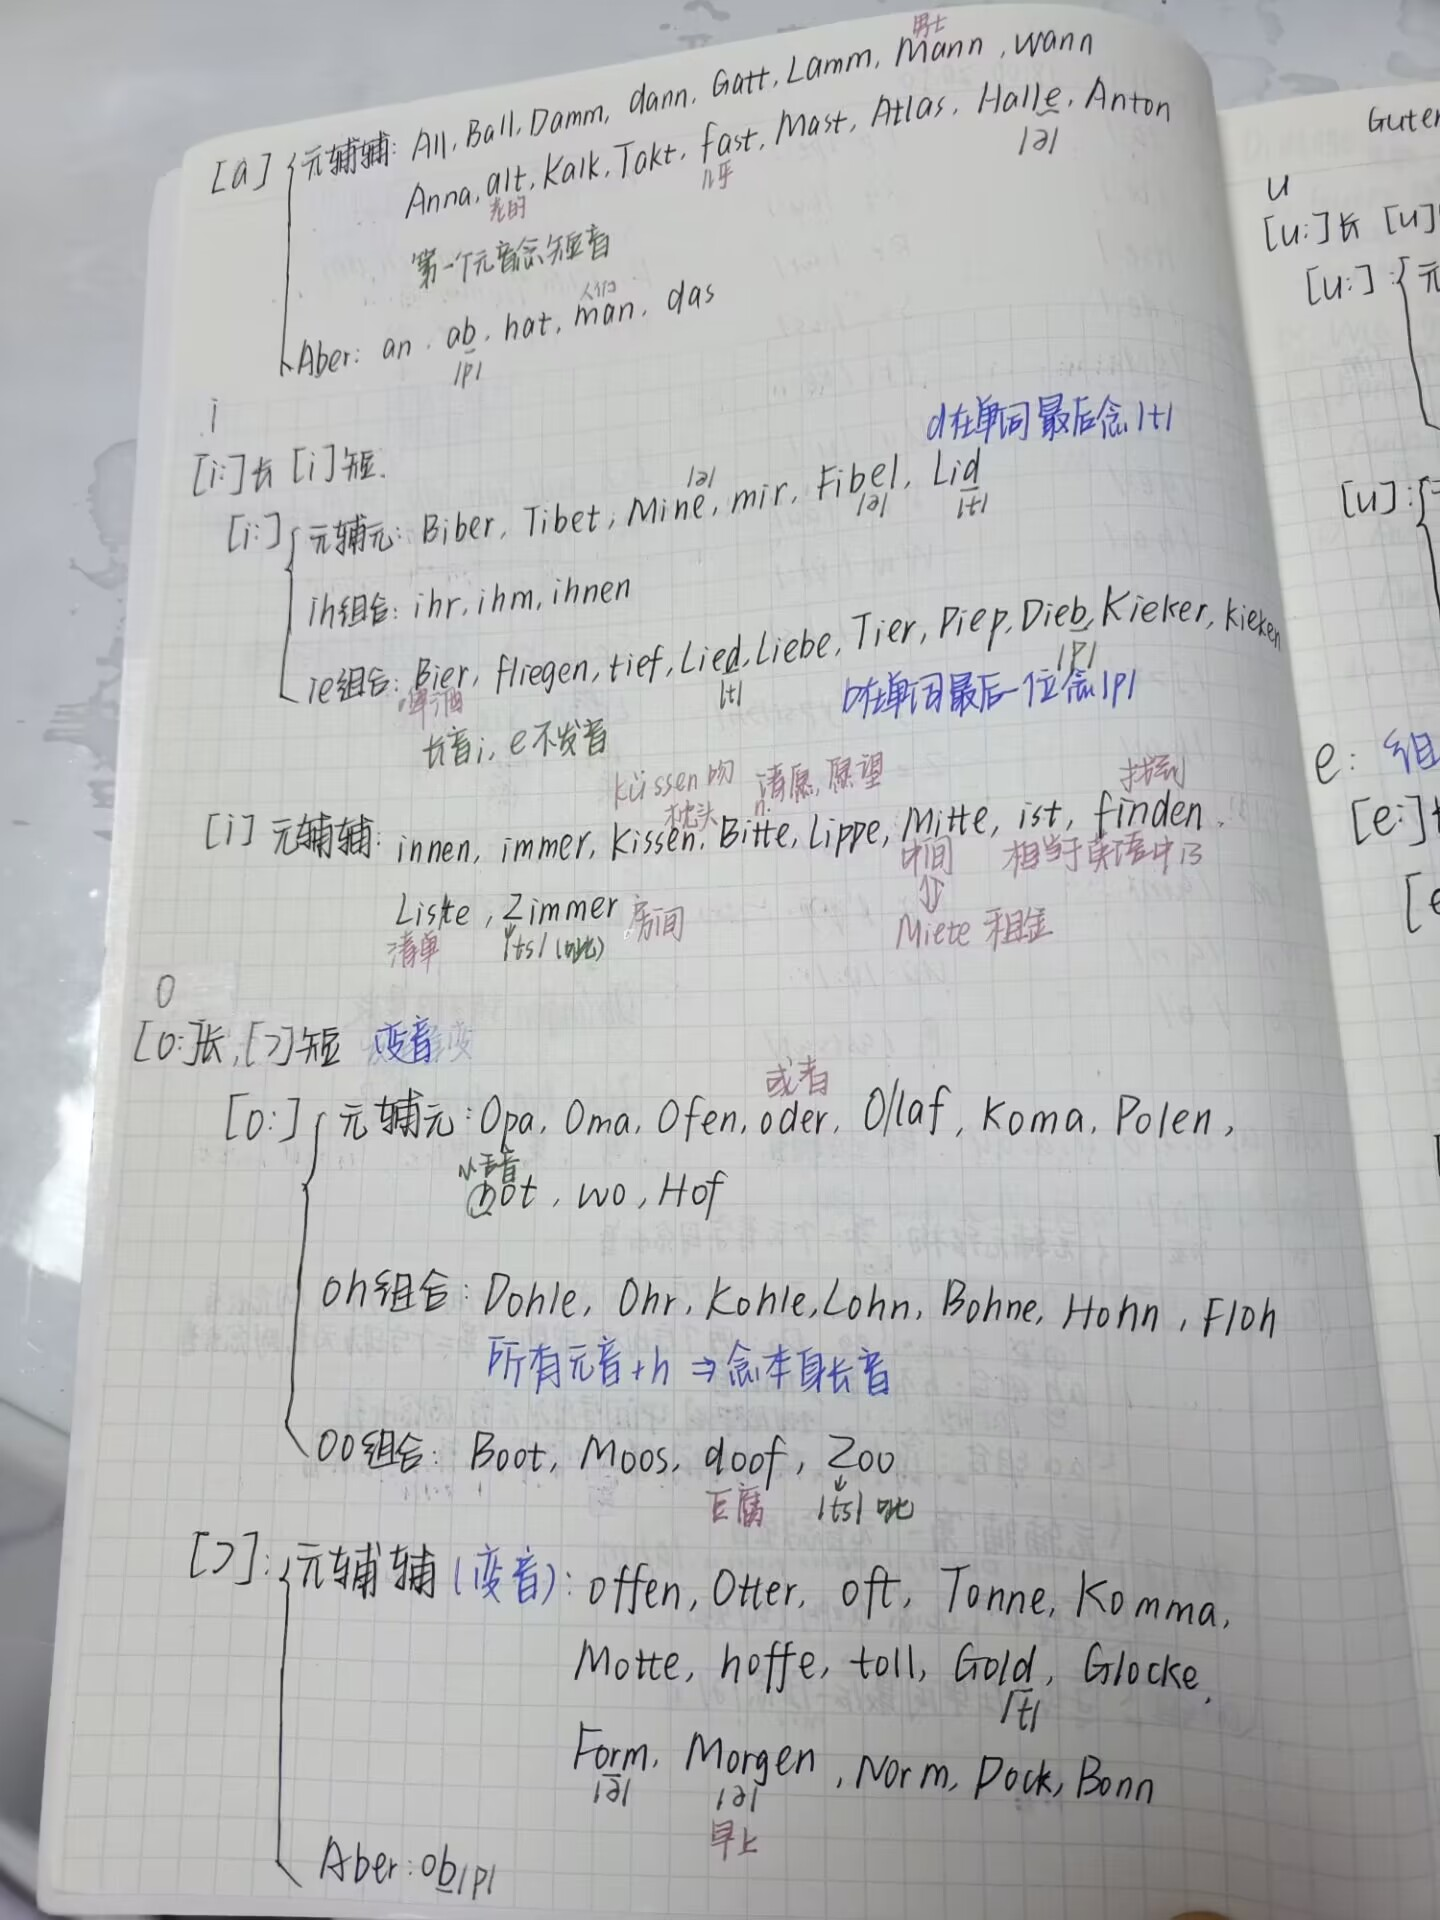 男士
[a] 元辅辅: All, Ball, Damm, dann, Gatt, Lamm, Mann, wann
Anna, alt, Kalk, Takt, fast, Mast, Atlas, Halle, Anton
老的 几乎 |ə|
第一个元音念短音
人们
Aber: an, ab, hat, man, das
|p|
i
[i:]长 [i]短.
d在单词最后念|t|
|ə|
[i:] 元辅元: Biber, Tibet, Mine, mir, Fibel, Lid
|ə| |t|
ih组合: ihr, ihm, ihnen
ie组合: Bier, fliegen, tief, Lied, Liebe, Tier, Piep, Dieb, Kieker, kieken
啤酒 |t| |p|
b在单词最后一位念|p|
长音i, e不发音
küssen 吻 n. 请愿, 愿望 找到
枕头
[i] 元辅辅: innen, immer, Kissen, Bitte, Lippe, Mitte, ist, finden,
中间 相当于英语中is
Liste, Zimmer 房间
清单 |ts| (呲)
Miete 租金
O
[o:]长, [ɔ]短 变音
或者
[o:] 元辅元: Opa, Oma, Ofen, oder, Olaf, Koma, Polen,
rot, wo, Hof
小舌音
oh组合: Dohle, Ohr, Kohle, Lohn, Bohne, Hohn, Floh
所有元音+h ⇒ 念本身长音
oo组合: Boot, Moos, doof, Zoo
豆腐 |ts| 呲
[ɔ]: 元辅辅 (变音): offen, Otter, oft, Tonne, Komma,
Motte, hoffe, toll, Gold, Glocke,
|t|
Form, Morgen, Norm, Dock, Bonn
|ə| |ə|
早上
Aber: ob |p|
Guten
u
[u:]长 [u]
[u:]:
[u]:
e: 组
[e:]